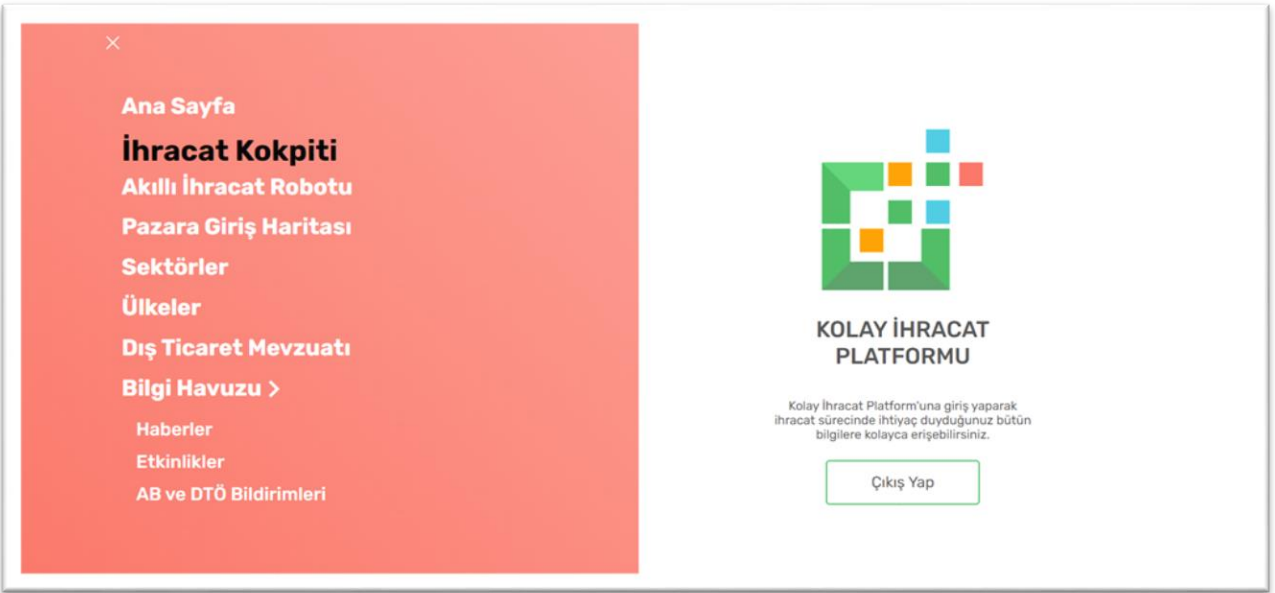 Ana Sayfa
İhracat Kokpiti
Akıllı İhracat Robotu
Pazara Giriş Haritası
Sektörler
Ülkeler
Dış Ticaret Mevzuatı
Bilgi Havuzu >
Haberler
Etkinlikler
AB ve DTÖ Bildirimleri
KOLAY İHRACAT
PLATFORMU
Kolay İhracat Platform'una giriş yaparak
ihracat sürecinde ihtiyaç duyduğunuz bütün
bilgilere kolayca erişebilirsiniz.
Çıkış Yap